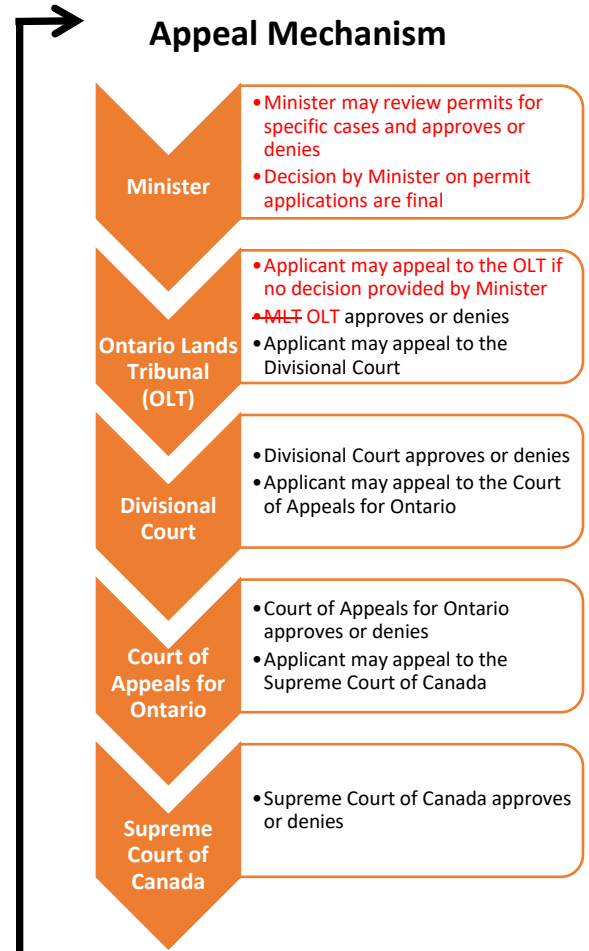 Appeal Mechanism
Minister
•Minister may review permits for
specific cases and approves or
denies
•Decision by Minister on permit
applications are final
Ontario Lands
Tribunal
(OLT)
•Applicant may appeal to the OLT if
no decision provided by Minister
•MLT OLT approves or denies
•Applicant may appeal to the
Divisional Court
Divisional
Court
•Divisional Court approves or denies
•Applicant may appeal to the Court
of Appeals for Ontario
Court of
Appeals for
Ontario
•Court of Appeals for Ontario
approves or denies
•Applicant may appeal to the
Supreme Court of Canada
Supreme
Court of
Canada
•Supreme Court of Canada approves
or denies